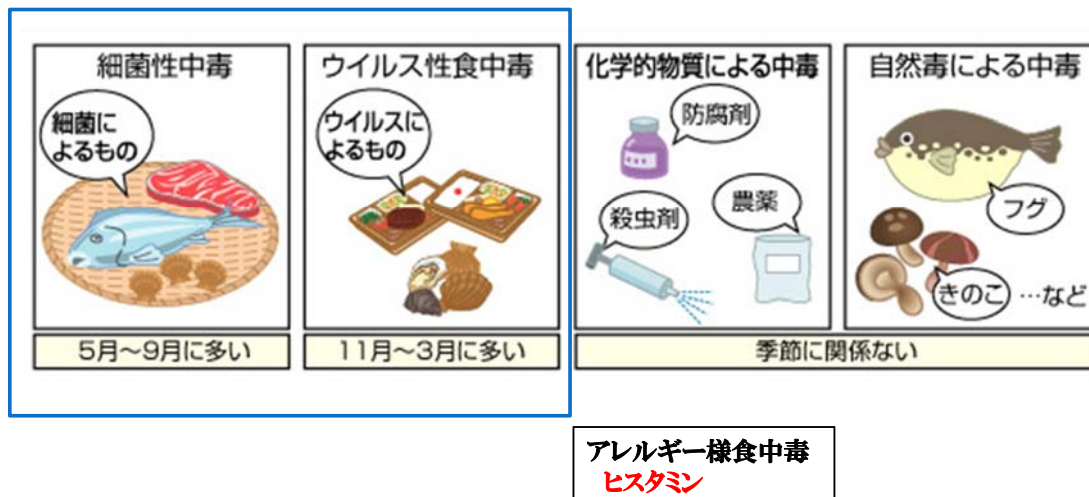 細菌性中毒
細菌に
よるもの
5月〜9月に多い
ウイルス性食中毒
ウイルスに
よるもの
11月〜3月に多い
化学的物質による中毒
防腐剤
殺虫剤
農薬
自然毒による中毒
フグ
きのこ …など
季節に関係ない
アレルギー様食中毒
ヒスタミン